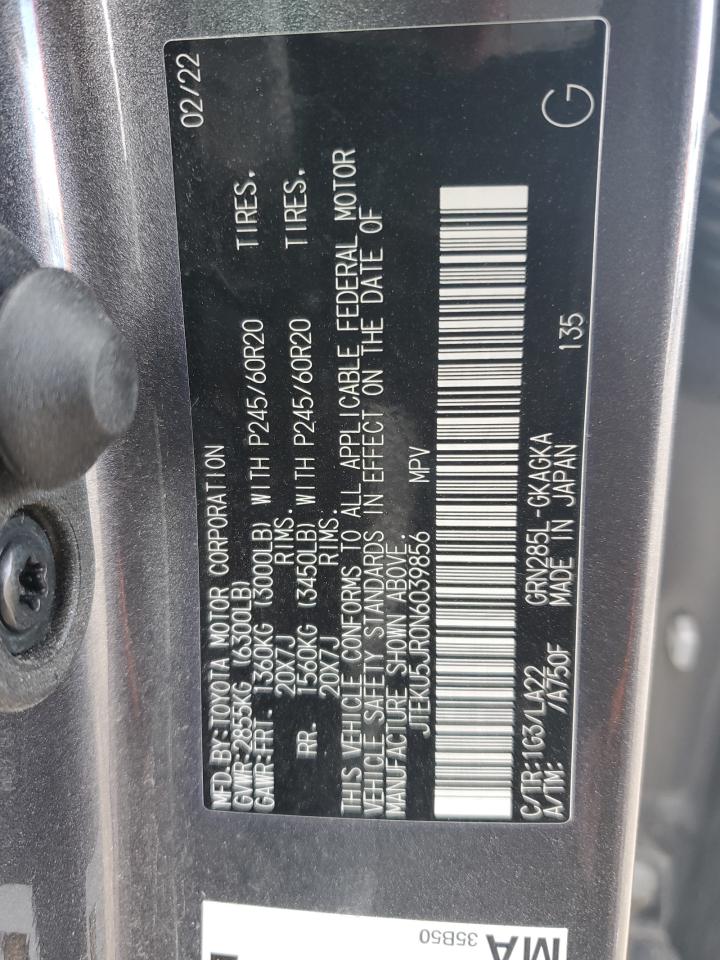 MFD.BY:TOYOTA MOTOR CORPORATION 02/22
GVWR:2855KG (6300LB)
GAWR:FRT. 1360KG (3000LB) WITH P245/60R20 TIRES.
20X7J RIMS.
RR. 1560KG (3450LB) WITH P245/60R20 TIRES.
20X7J RIMS.
THIS VEHICLE CONFORMS TO ALL APPLICABLE FEDERAL MOTOR
VEHICLE SAFETY STANDARDS IN EFFECT ON THE DATE OF
MANUFACTURE SHOWN ABOVE.
JTEKU5JR0N6039856 MPV
C/TR:1G3/LA22 GRN285L-GKAGKA 135
A/TM: /A750F MADE IN JAPAN G
35B50
MA